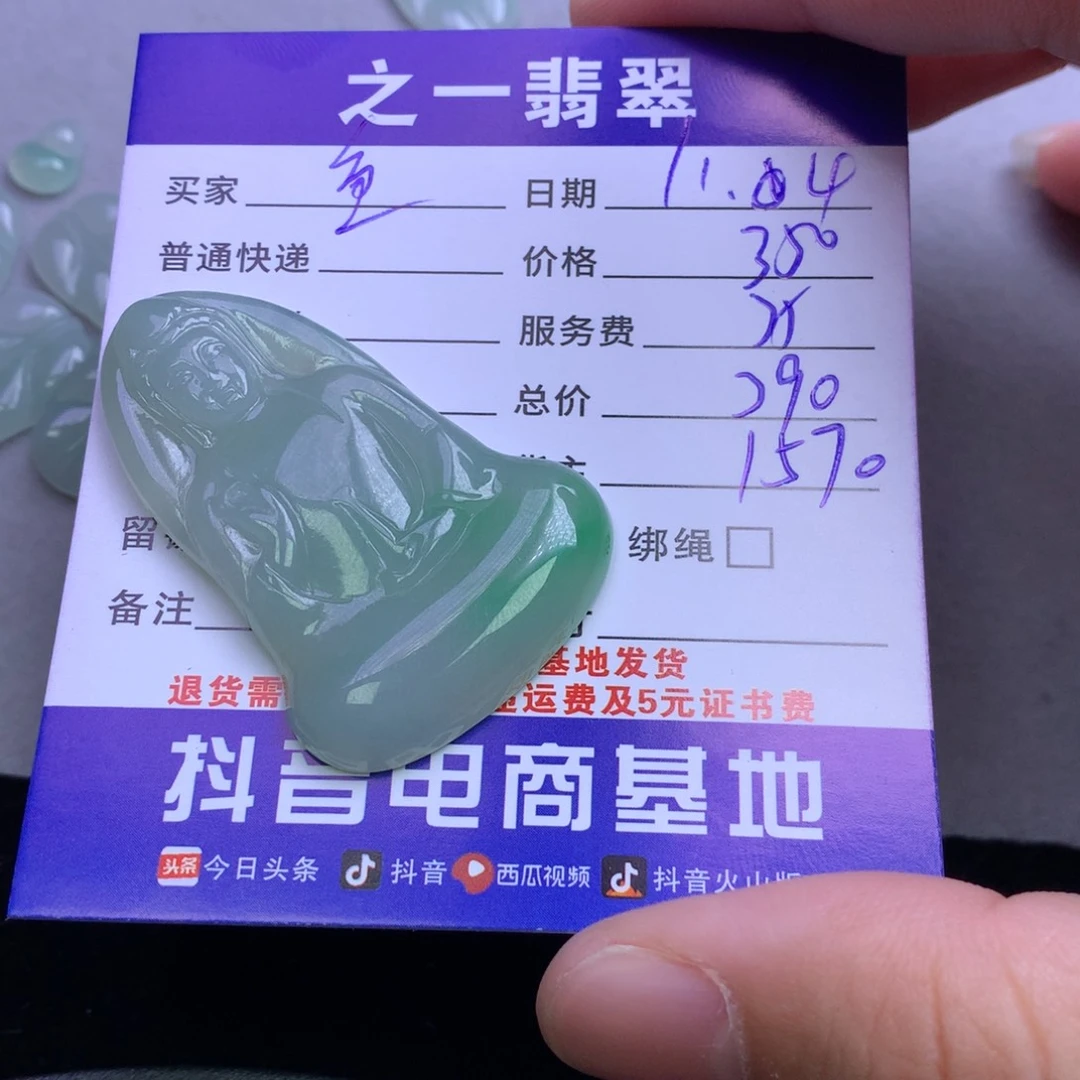 之一翡翠
买家 鱼 日期 11.04
普通快递 价格 350
服务费
总价 290
1570
留 绑绳
备注
基地发货
退货需 运费及5元证书费
抖音电商基地
头条 今日头条 抖音 西瓜视频 抖音火山版